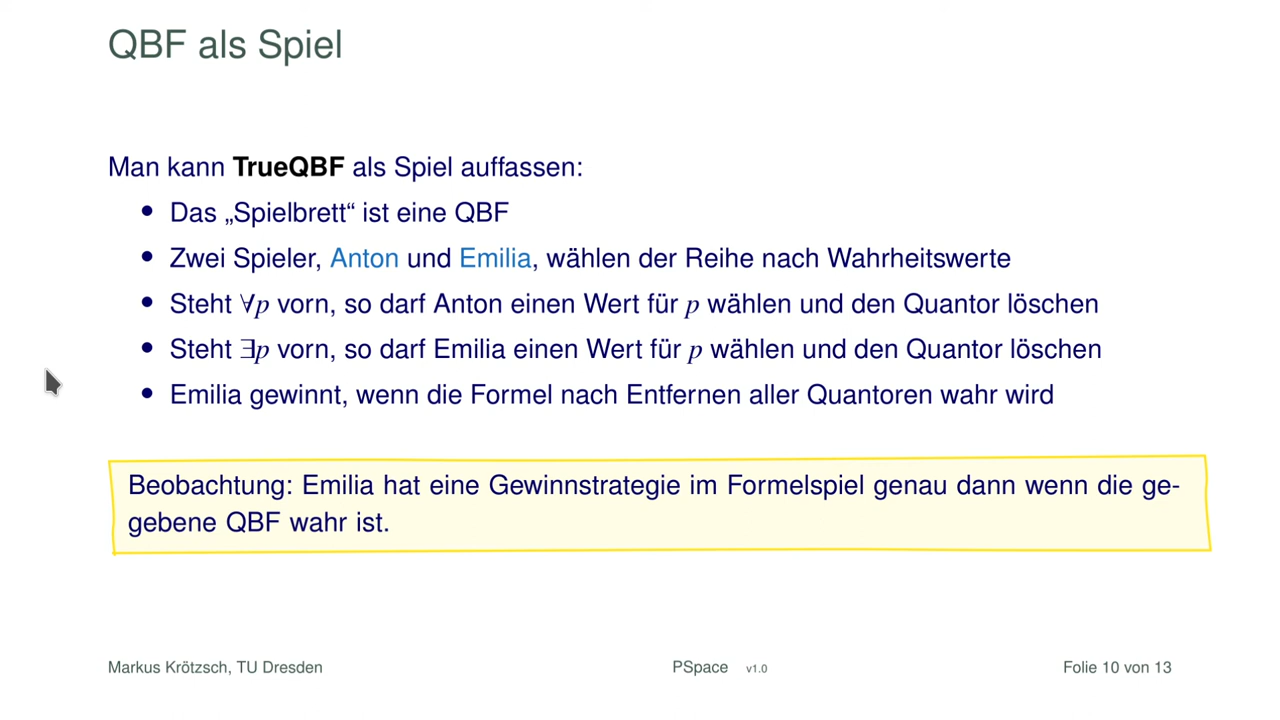 QBF als Spiel
Man kann TrueQBF als Spiel auffassen:
• Das „Spielbrett“ ist eine QBF
• Zwei Spieler, Anton und Emilia, wählen der Reihe nach Wahrheitswerte
• Steht ∀p vorn, so darf Anton einen Wert für p wählen und den Quantor löschen
• Steht ∃p vorn, so darf Emilia einen Wert für p wählen und den Quantor löschen
• Emilia gewinnt, wenn die Formel nach Entfernen aller Quantoren wahr wird
Beobachtung: Emilia hat eine Gewinnstrategie im Formelspiel genau dann wenn die ge-
gebene QBF wahr ist.
Markus Krötzsch, TU Dresden PSpace v1.0 Folie 10 von 13